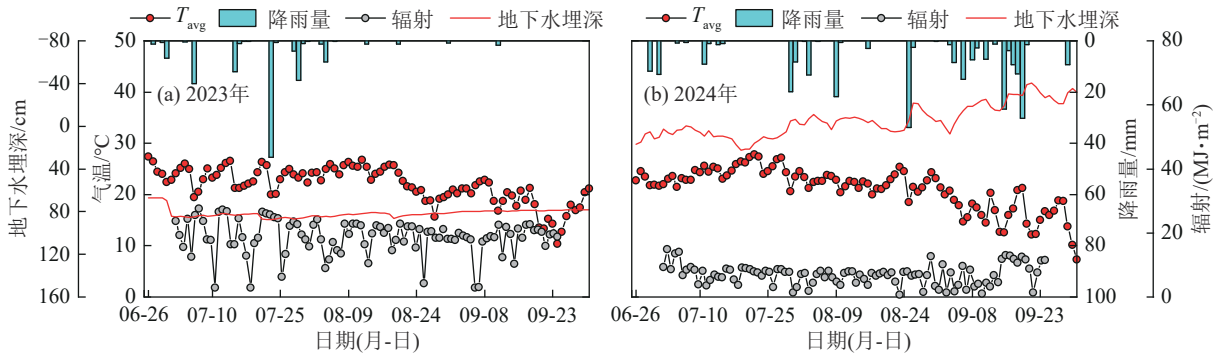 T_avg 降雨量 辐射 地下水埋深 T_avg 降雨量 辐射 地下水埋深
-80 50 0 80
-40 40 (a) 2023年 (b) 2024年 20 60
0 30 40 40
40 20 60 20
80 10 80 0
120 0 100
160
地下水埋深/cm
气温/℃
降雨量/mm
辐射/(MJ·m⁻²)
06-26 07-10 07-25 08-09 08-24 09-08 09-23 06-26 07-10 07-25 08-09 08-24 09-08 09-23
日期(月-日) 日期(月-日)